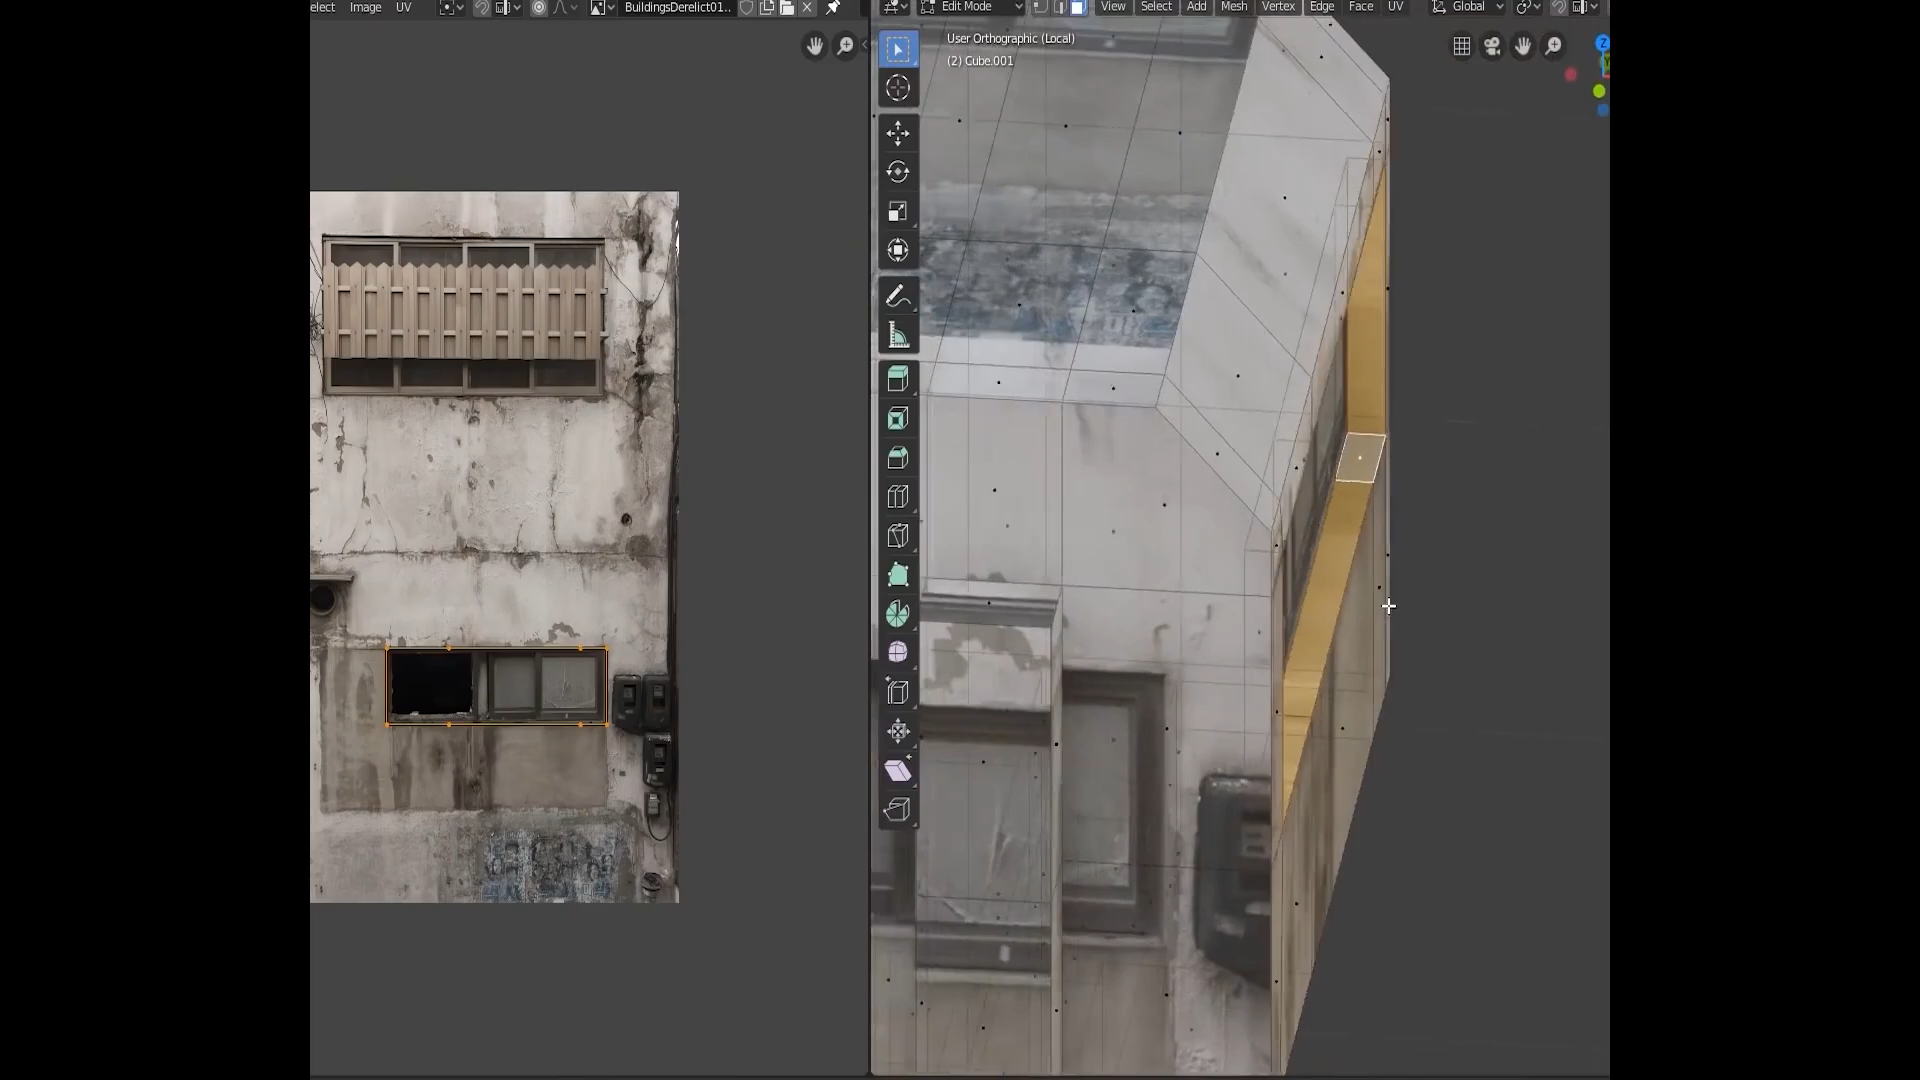 elect Image UV BuildingsDerelict01..
Edit Mode View Select Add Mesh Vertex Edge Face UV Global
User Orthographic (Local)
(2) Cube.001
Z
Y